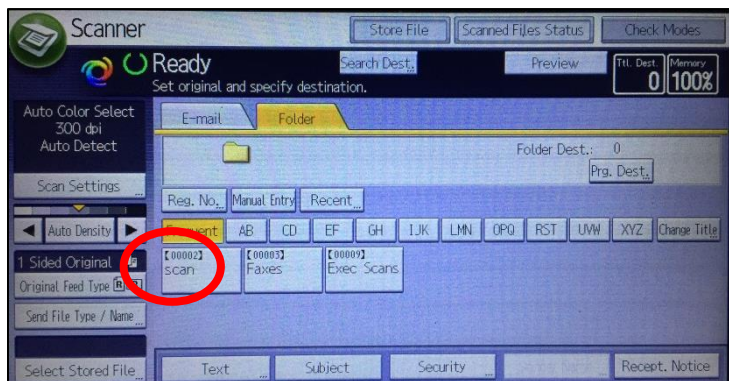 Scanner
Store File
Scanned Files Status
Check Modes
Ready
Search Dest.
Preview
Ttl. Dest.
0
Memory
100%
Set original and specify destination.
Auto Color Select
300 dpi
Auto Detect
E-mail
Folder
Folder Dest.: 0
Prg. Dest.
Scan Settings
Reg. No.
Manual Entry
Recent
Auto Density
Frequent
AB
CD
EF
GH
IJK
LMN
OPQ
RST
UVW
XYZ
Change Title
1 Sided Original
【00002】
scan
【00003】
Faxes
【00009】
Exec Scans
Original Feed Type
Send File Type / Name
Select Stored File
Text
Subject
Security
Recept. Notice